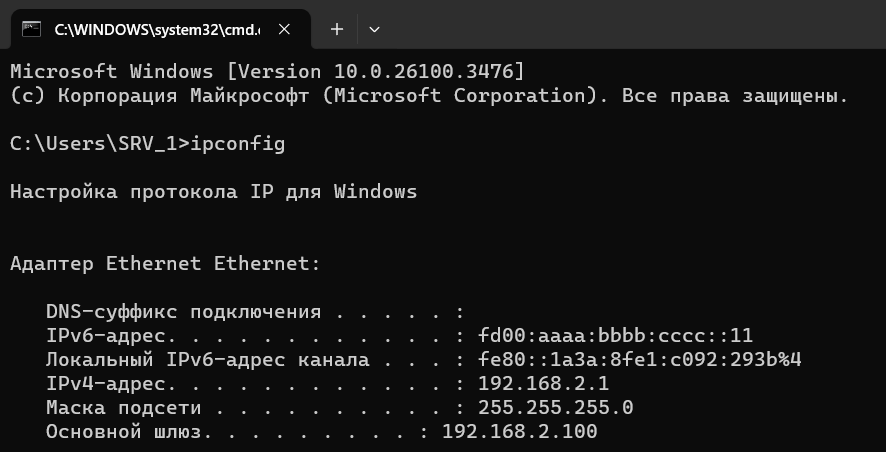 C:\WINDOWS\system32\cmd.
Microsoft Windows [Version 10.0.26100.3476]
(c) Корпорация Майкрософт (Microsoft Corporation). Все права защищены.
C:\Users\SRV_1>ipconfig
Настройка протокола IP для Windows
Адаптер Ethernet Ethernet:
DNS-суффикс подключения . . . . . :
IPv6-адрес. . . . . . . . . . . . : fd00:aaaa:bbbb:cccc::11
Локальный IPv6-адрес канала . . . : fe80::1a3a:8fe1:c092:293b%4
IPv4-адрес. . . . . . . . . . . . : 192.168.2.1
Маска подсети . . . . . . . . . . : 255.255.255.0
Основной шлюз. . . . . . . . . : 192.168.2.100